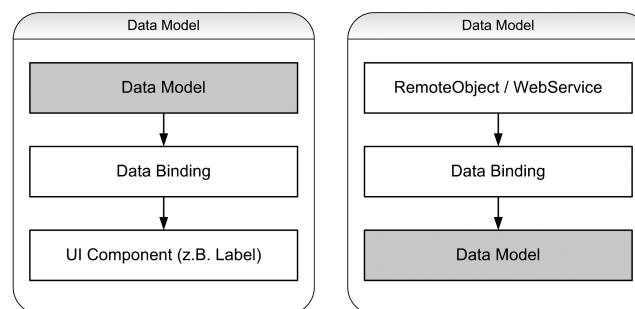 Data Model
Data Model
Data Binding
UI Component (z.B. Label)
Data Model
RemoteObject / WebService
Data Binding
Data Model